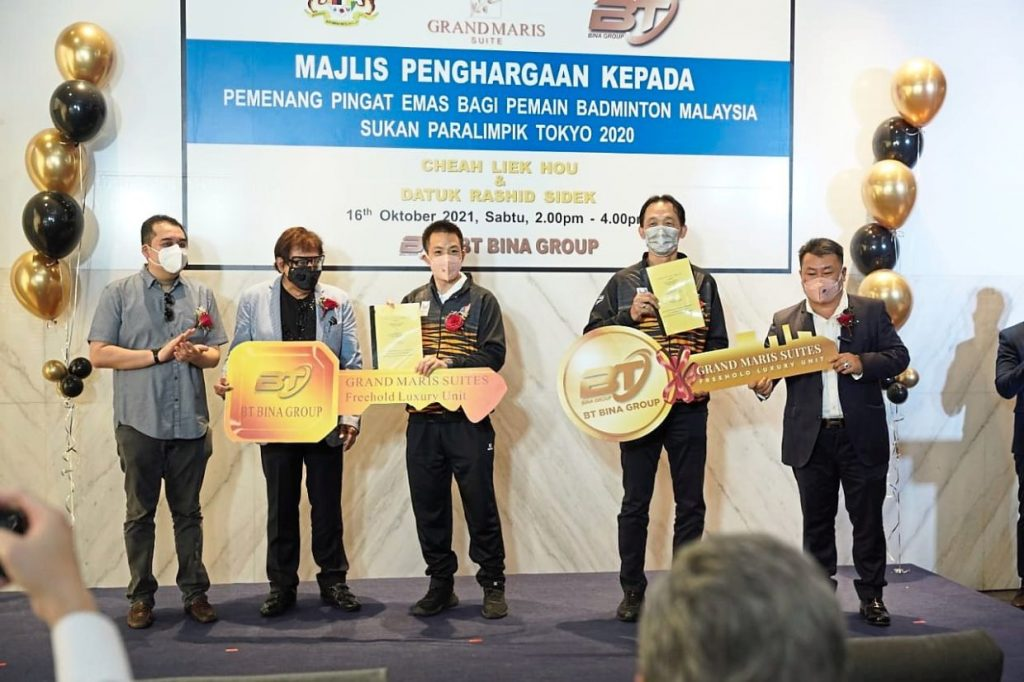 GRAND MARIS
SUITE
BT
BINA GROUP
MAJLIS PENGHARGAAN KEPADA
PEMENANG PINGAT EMAS BAGI PEMAIN BADMINTON MALAYSIA
SUKAN PARALIMPIK TOKYO 2020
CHEAH LIEK HOU
&
DATUK RASHID SIDEK
16th Oktober 2021, Sabtu, 2.00pm - 4.00pm
BT BINA GROUP
BT
BT BINA GROUP
GRAND MARIS SUITES
Freehold Luxury Unit
BT
BINA GROUP
BT BINA GROUP
GRAND MARIS SUITES
FREEHOLD LUXURY UNIT